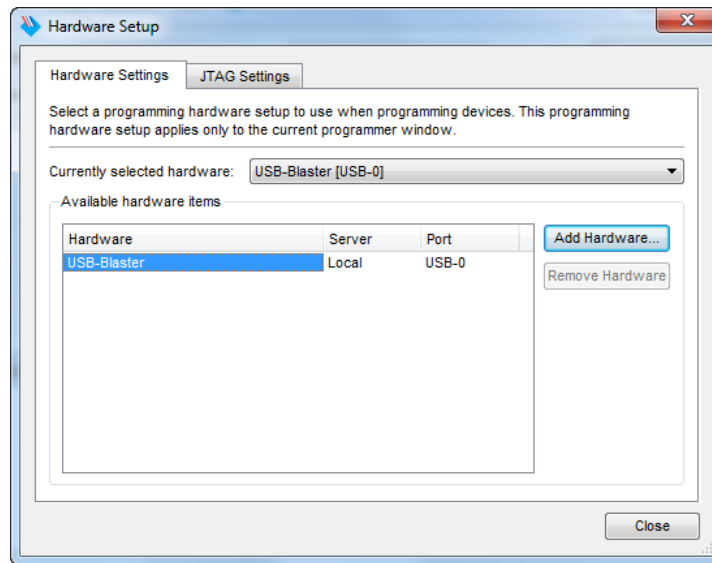 Hardware Setup
Hardware Settings
JTAG Settings
Select a programming hardware setup to use when programming devices. This programming
hardware setup applies only to the current programmer window.
Currently selected hardware:
USB-Blaster [USB-0]
Available hardware items
Hardware
Server
Port
USB-Blaster
Local
USB-0
Add Hardware...
Remove Hardware
Close